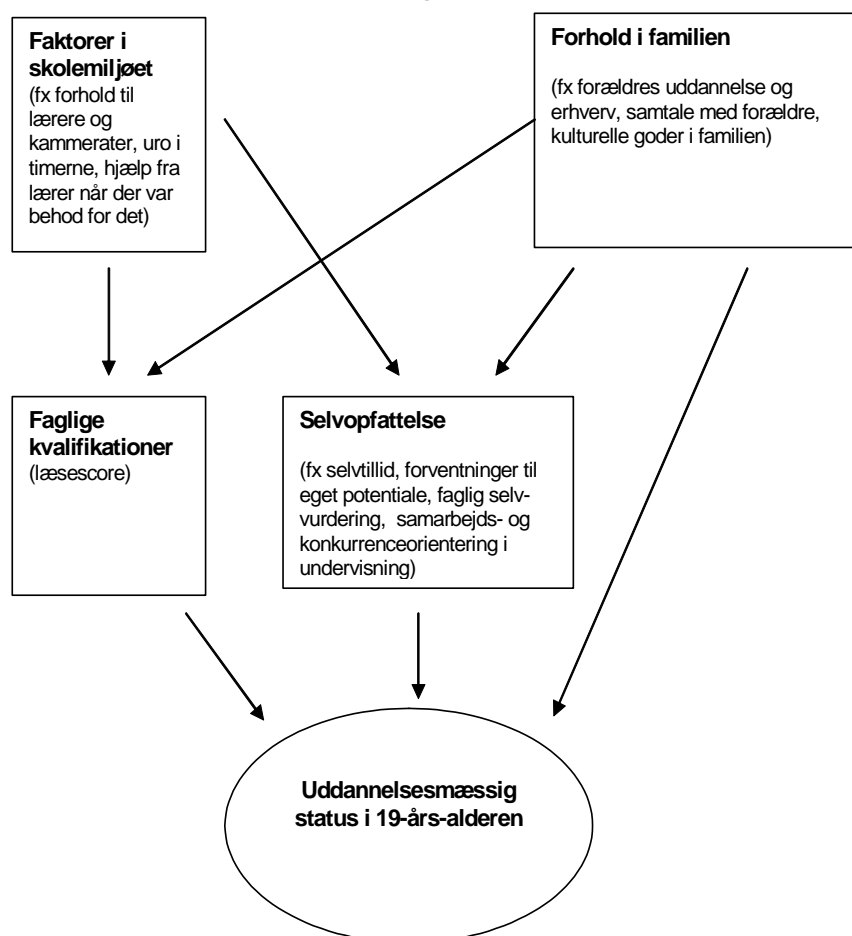 Faktorer i
skolemiljøet
(fx forhold til
lærere og
kammerater, uro i
timerne, hjælp fra
lærer når der var
behod for det)
Forhold i familien
(fx forældres uddannelse og
erhverv, samtale med forældre,
kulturelle goder i familien)
Faglige
kvalifikationer
(læsescore)
Selvopfattelse
(fx selvtillid, forventninger til
eget potentiale, faglig selv-
vurdering, samarbejds- og
konkurrenceorientering i
undervisning)
Uddannelsesmæssig
status i 19-års-alderen